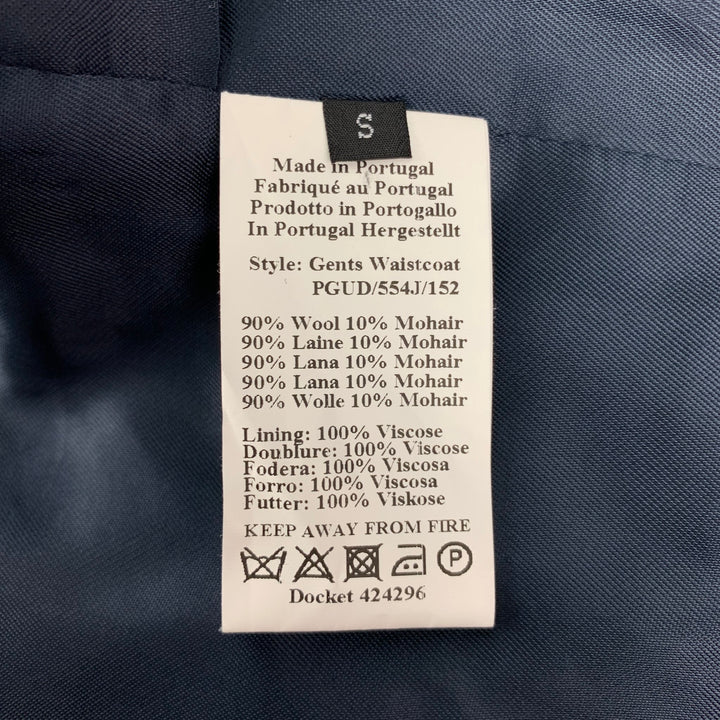 S
Made in Portugal
Fabriqué au Portugal
Prodotto in Portogallo
In Portugal Hergestellt
Style: Gents Waistcoat
PGUD/554J/152
90% Wool 10% Mohair
90% Laine 10% Mohair
90% Lana 10% Mohair
90% Lana 10% Mohair
90% Wolle 10% Mohair
Lining: 100% Viscose
Doublure: 100% Viscose
Fodera: 100% Viscosa
Forro: 100% Viscosa
Futter: 100% Viskose
KEEP AWAY FROM FIRE
P
Docket 424296